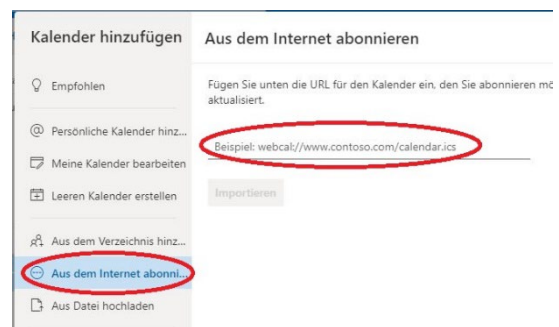 Kalender hinzufügen
Empfohlen
Persönliche Kalender hinz...
Meine Kalender bearbeiten
Leeren Kalender erstellen
Aus dem Verzeichnis hinz...
Aus dem Internet abonni...
Aus Datei hochladen
Aus dem Internet abonnieren
Fügen Sie unten die URL für den Kalender ein, den Sie abonnieren mö
aktualisiert.
Beispiel: webcal://www.contoso.com/calendar.ics
Importieren